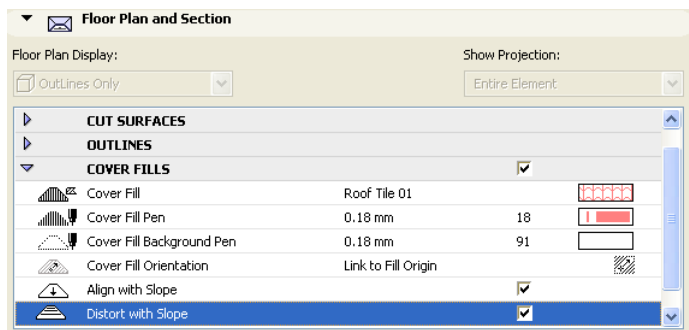 Floor Plan and Section
Floor Plan Display: Show Projection:
OutLines Only Entire Element
CUT SURFACES
OUTLINES
COVER FILLS
Cover Fill Roof Tile 01
Cover Fill Pen 0.18 mm 18
Cover Fill Background Pen 0.18 mm 91
Cover Fill Orientation Link to Fill Origin
Align with Slope
Distort with Slope